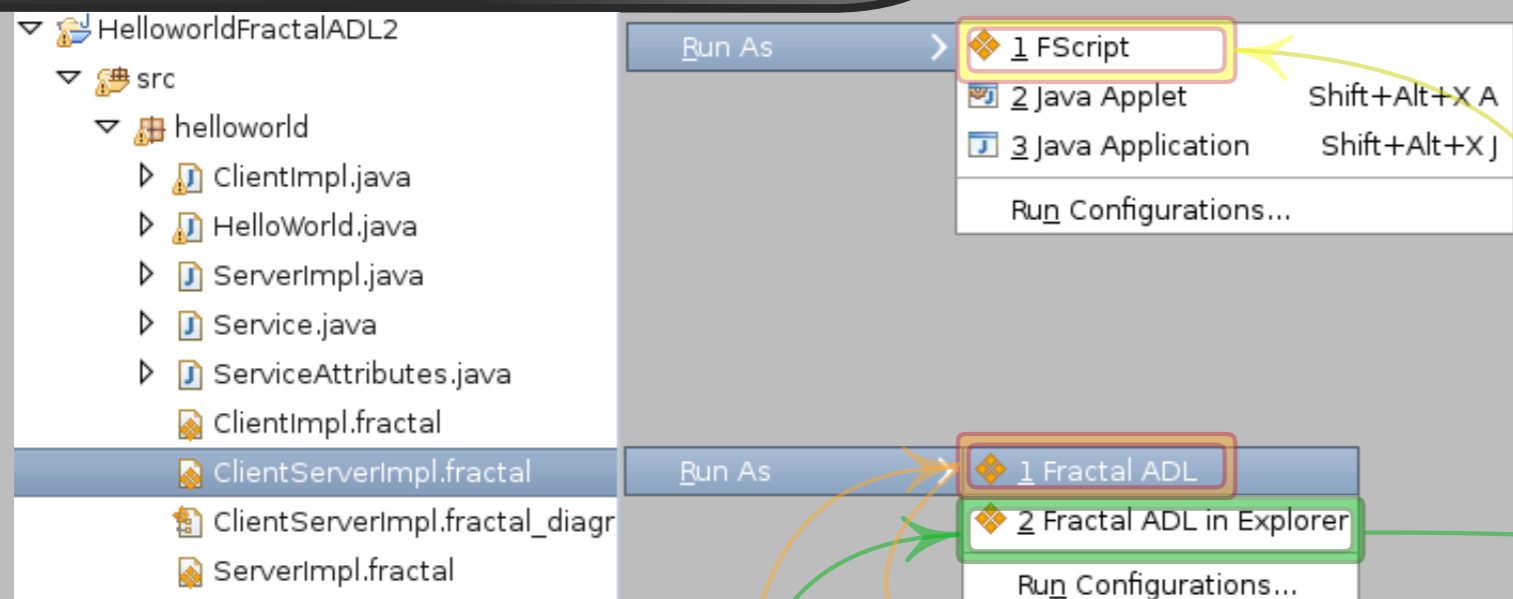 HelloworldFractalADL2
src
helloworld
ClientImpl.java
HelloWorld.java
ServerImpl.java
Service.java
ServiceAttributes.java
ClientImpl.fractal
ClientServerImpl.fractal
ClientServerImpl.fractal_diagr
ServerImpl.fractal
Run As
1 FScript
2 Java Applet Shift+Alt+X A
3 Java Application Shift+Alt+X J
Run Configurations...
Run As
1 Fractal ADL
2 Fractal ADL in Explorer
Run Configurations...